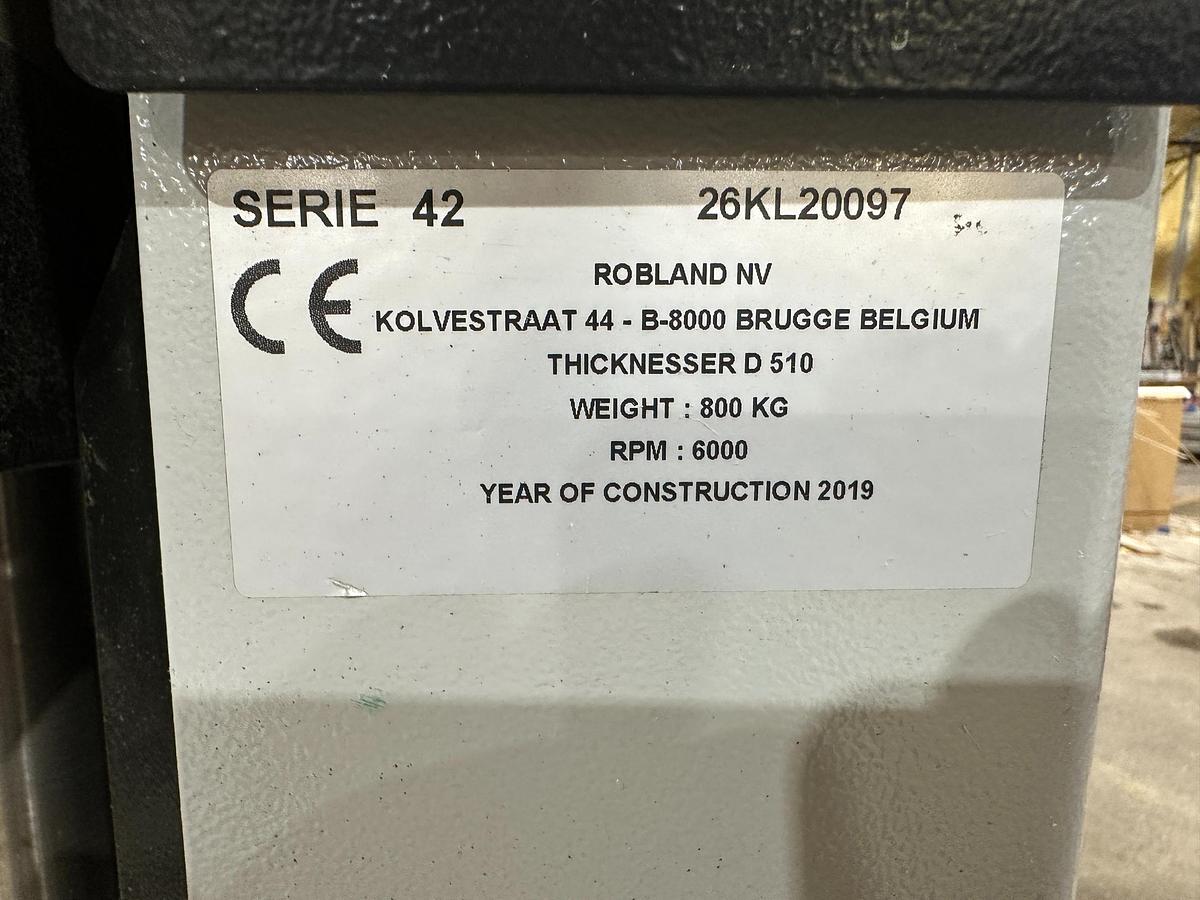 SERIE 42 26KL20097
CE
ROBLAND NV
KOLVESTRAAT 44 - B-8000 BRUGGE BELGIUM
THICKNESSER D 510
WEIGHT : 800 KG
RPM : 6000
YEAR OF CONSTRUCTION 2019